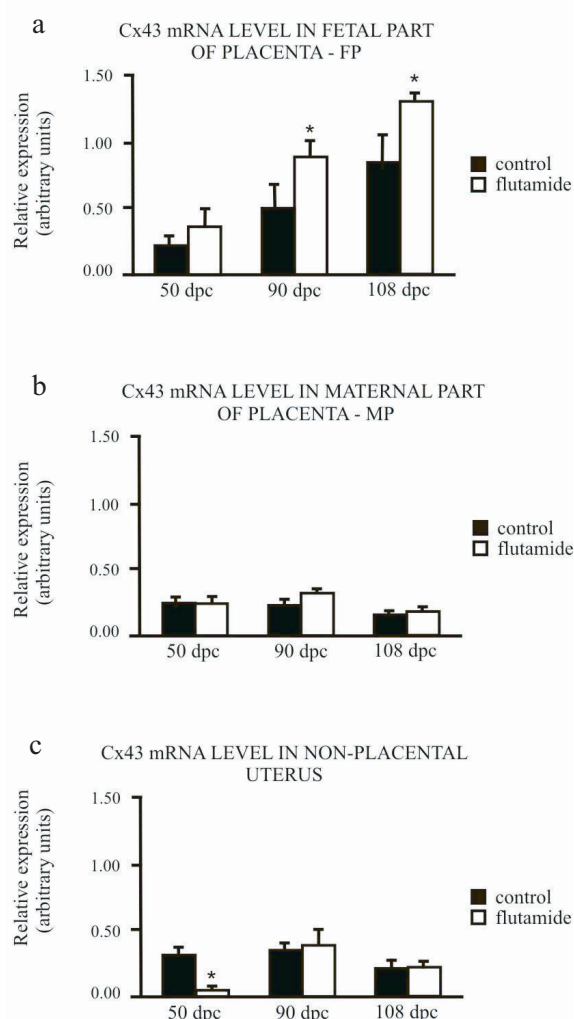 a
Cx43 mRNA LEVEL IN FETAL PART
OF PLACENTA - FP
Relative expression
(arbitrary units)
1.50
1.00
0.50
0.00
*
*
50 dpc
90 dpc
108 dpc
control
flutamide
b
Cx43 mRNA LEVEL IN MATERNAL PART
OF PLACENTA - MP
Relative expression
(arbitrary units)
1.50
1.00
0.50
0.00
50 dpc
90 dpc
108 dpc
control
flutamide
c
Cx43 mRNA LEVEL IN NON-PLACENTAL
UTERUS
Relative expression
(arbitrary units)
1.50
1.00
0.50
0.00
*
50 dpc
90 dpc
108 dpc
control
flutamide